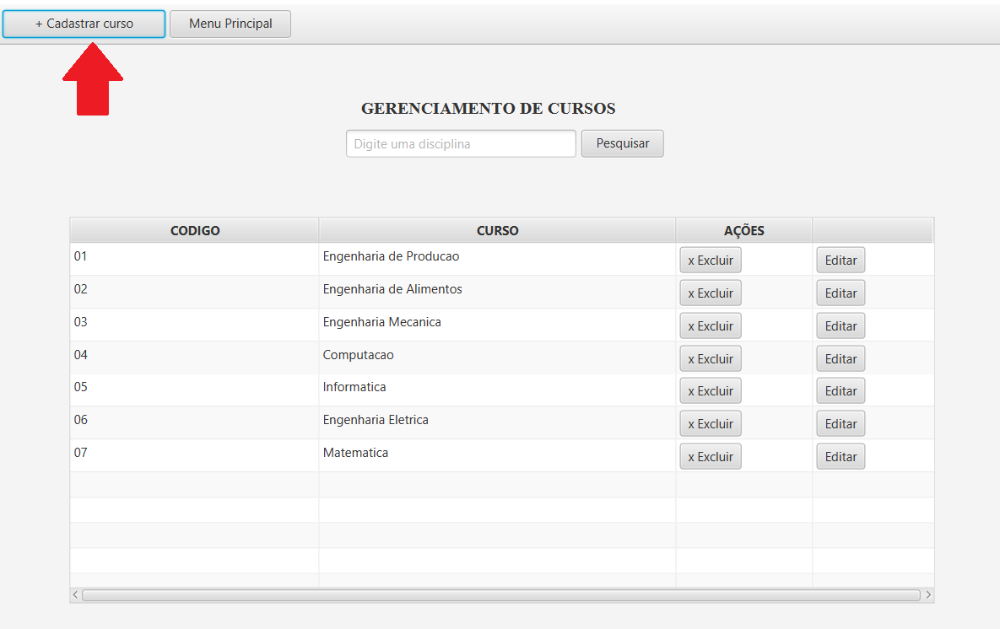 + Cadastrar curso Menu Principal
GERENCIAMENTO DE CURSOS
Digite uma disciplina Pesquisar
CODIGO CURSO AÇÕES
01 Engenharia de Producao x Excluir Editar
02 Engenharia de Alimentos x Excluir Editar
03 Engenharia Mecanica x Excluir Editar
04 Computacao x Excluir Editar
05 Informatica x Excluir Editar
06 Engenharia Eletrica x Excluir Editar
07 Matematica x Excluir Editar